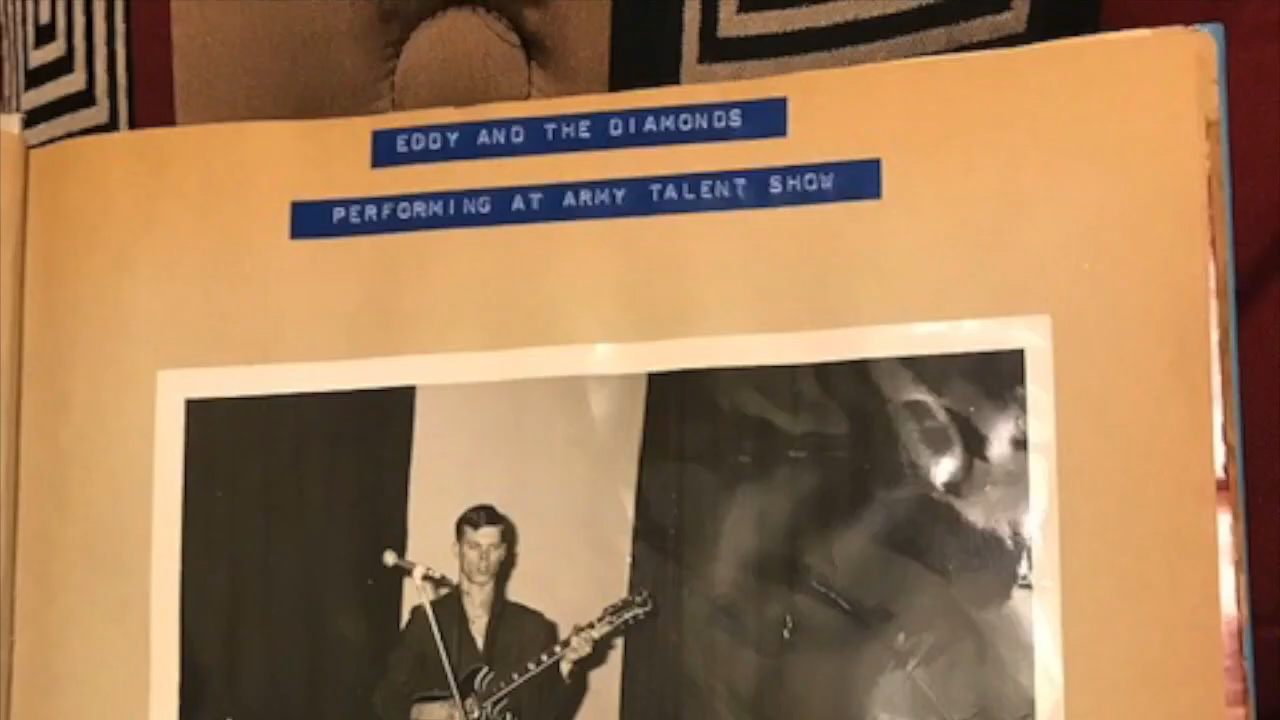 EDDY AND THE DIAMONDS
PERFORMING AT ARMY TALENT SHOW